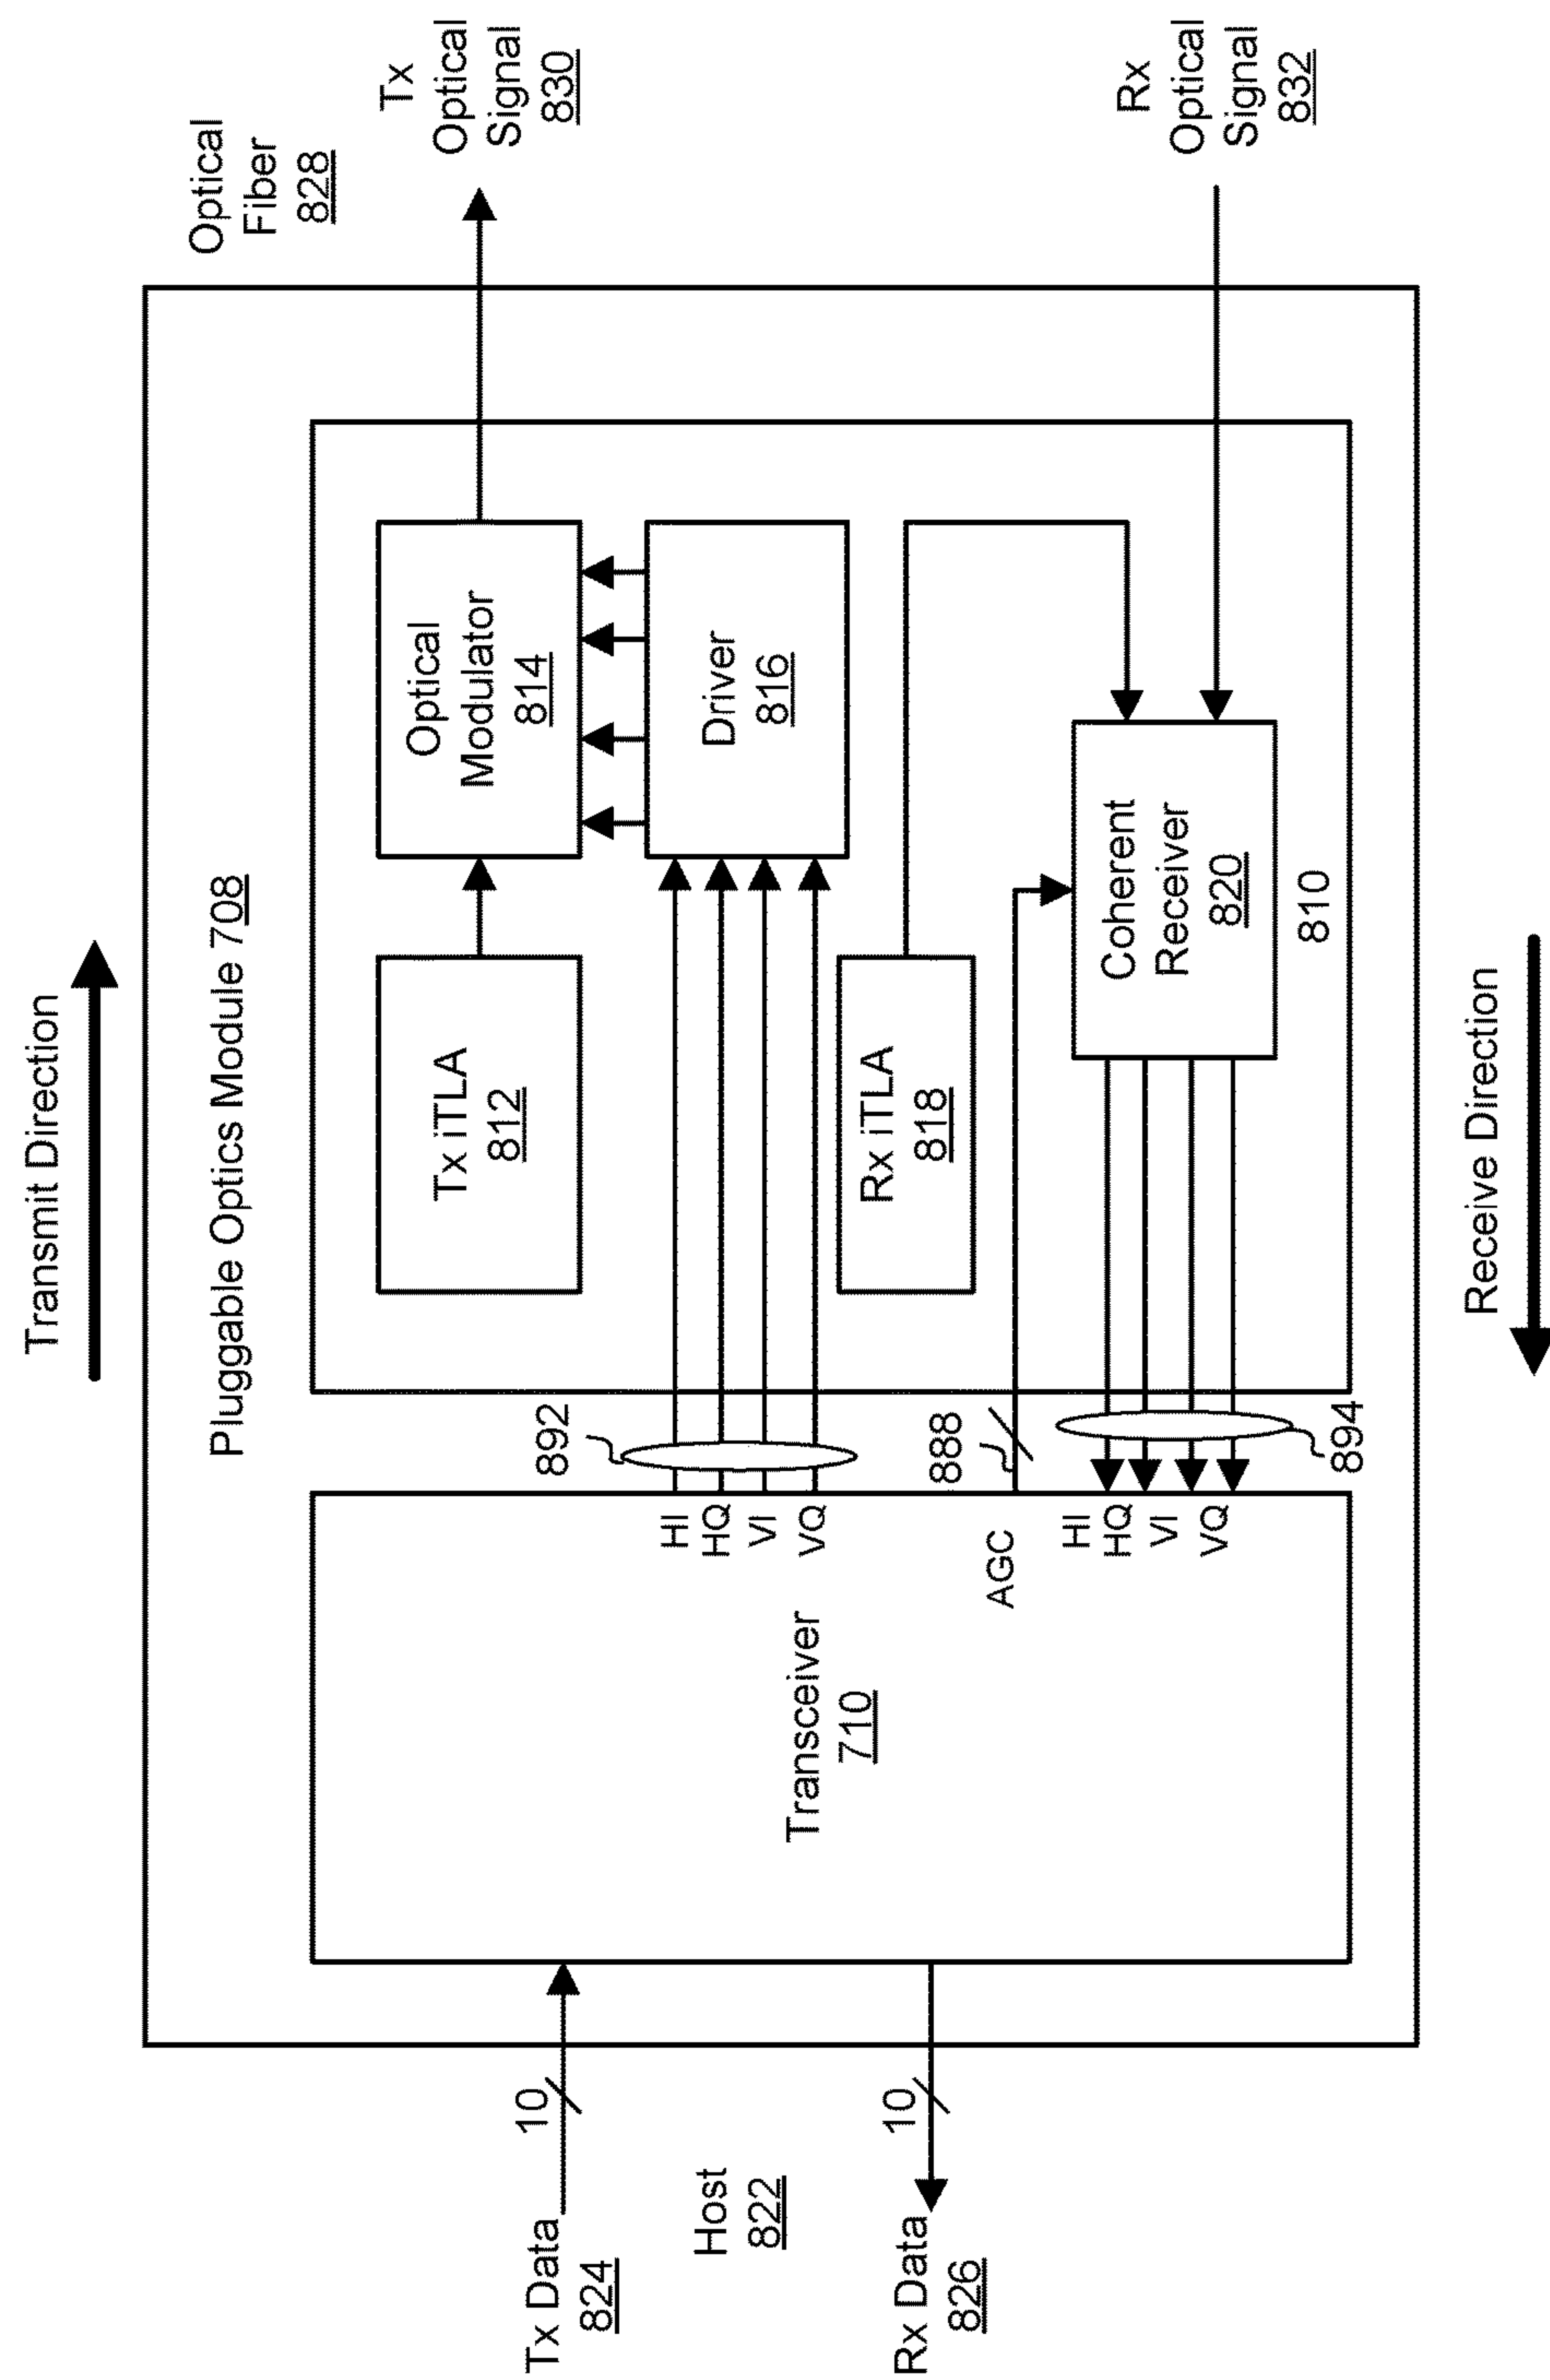 Transmit Direction
Pluggable Optics Module 708
Optical
Fiber
828
Tx
Optical
Signal
830
Tx iTLA
812
Optical
Modulator
814
892
Driver
816
Tx Data
824
10
HI
HQ
VI
VQ
Host
822
Transceiver
710
Rx iTLA
818
Rx Data
826
10
AGC
888
HI
HQ
VI
VQ
Coherent
Receiver
820
810
894
Rx
Optical
Signal
832
Receive Direction